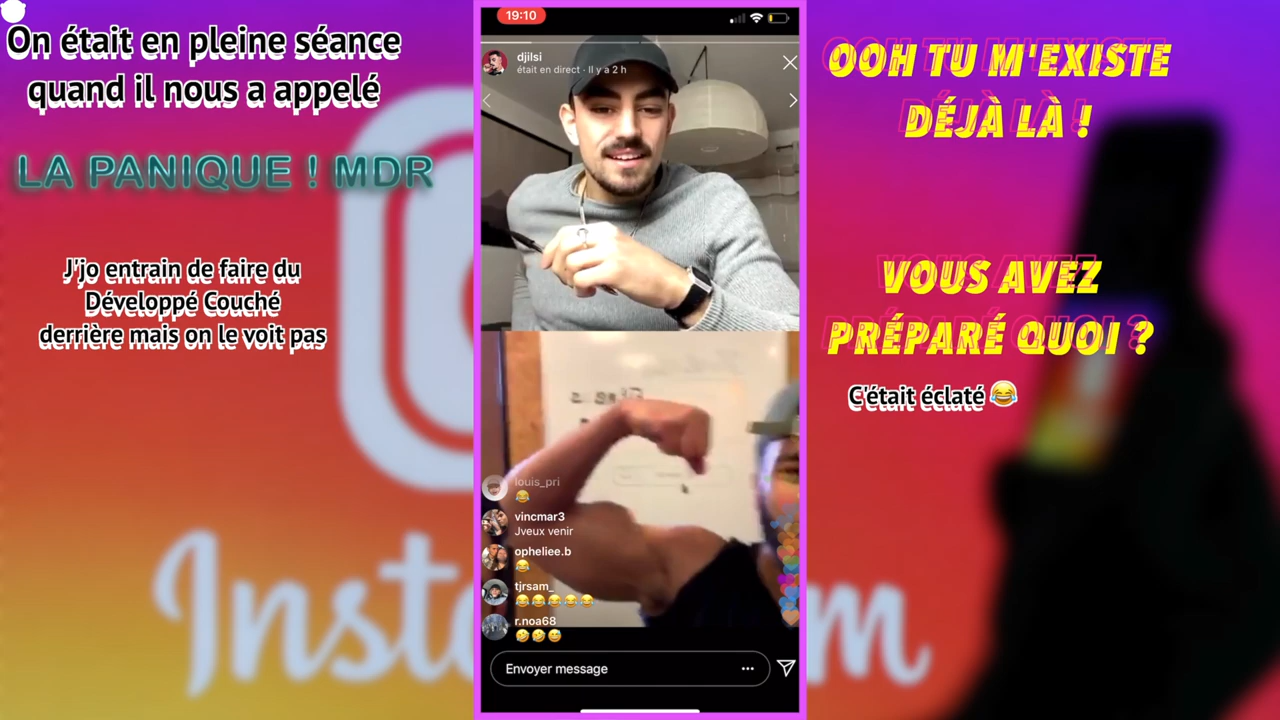 On était en pleine séance
quand il nous a appelé
LA PANIQUE ! MDR
J'jo entrain de faire du
Développé Couché
derrière mais on le voit pas
19:10
djilsi
était en direct · Il y a 2 h
louis_pri
😂
vincmar3
Jveux venir
opheliee.b
😂
tjrsam_
😂😂😂😂😂
r.noa68
🤣🤣😅
Envoyer message
OOH TU M'EXISTE
DÉJÀ LÀ !
VOUS AVEZ
PRÉPARÉ QUOI ?
C'était éclaté 😂
Insta
m